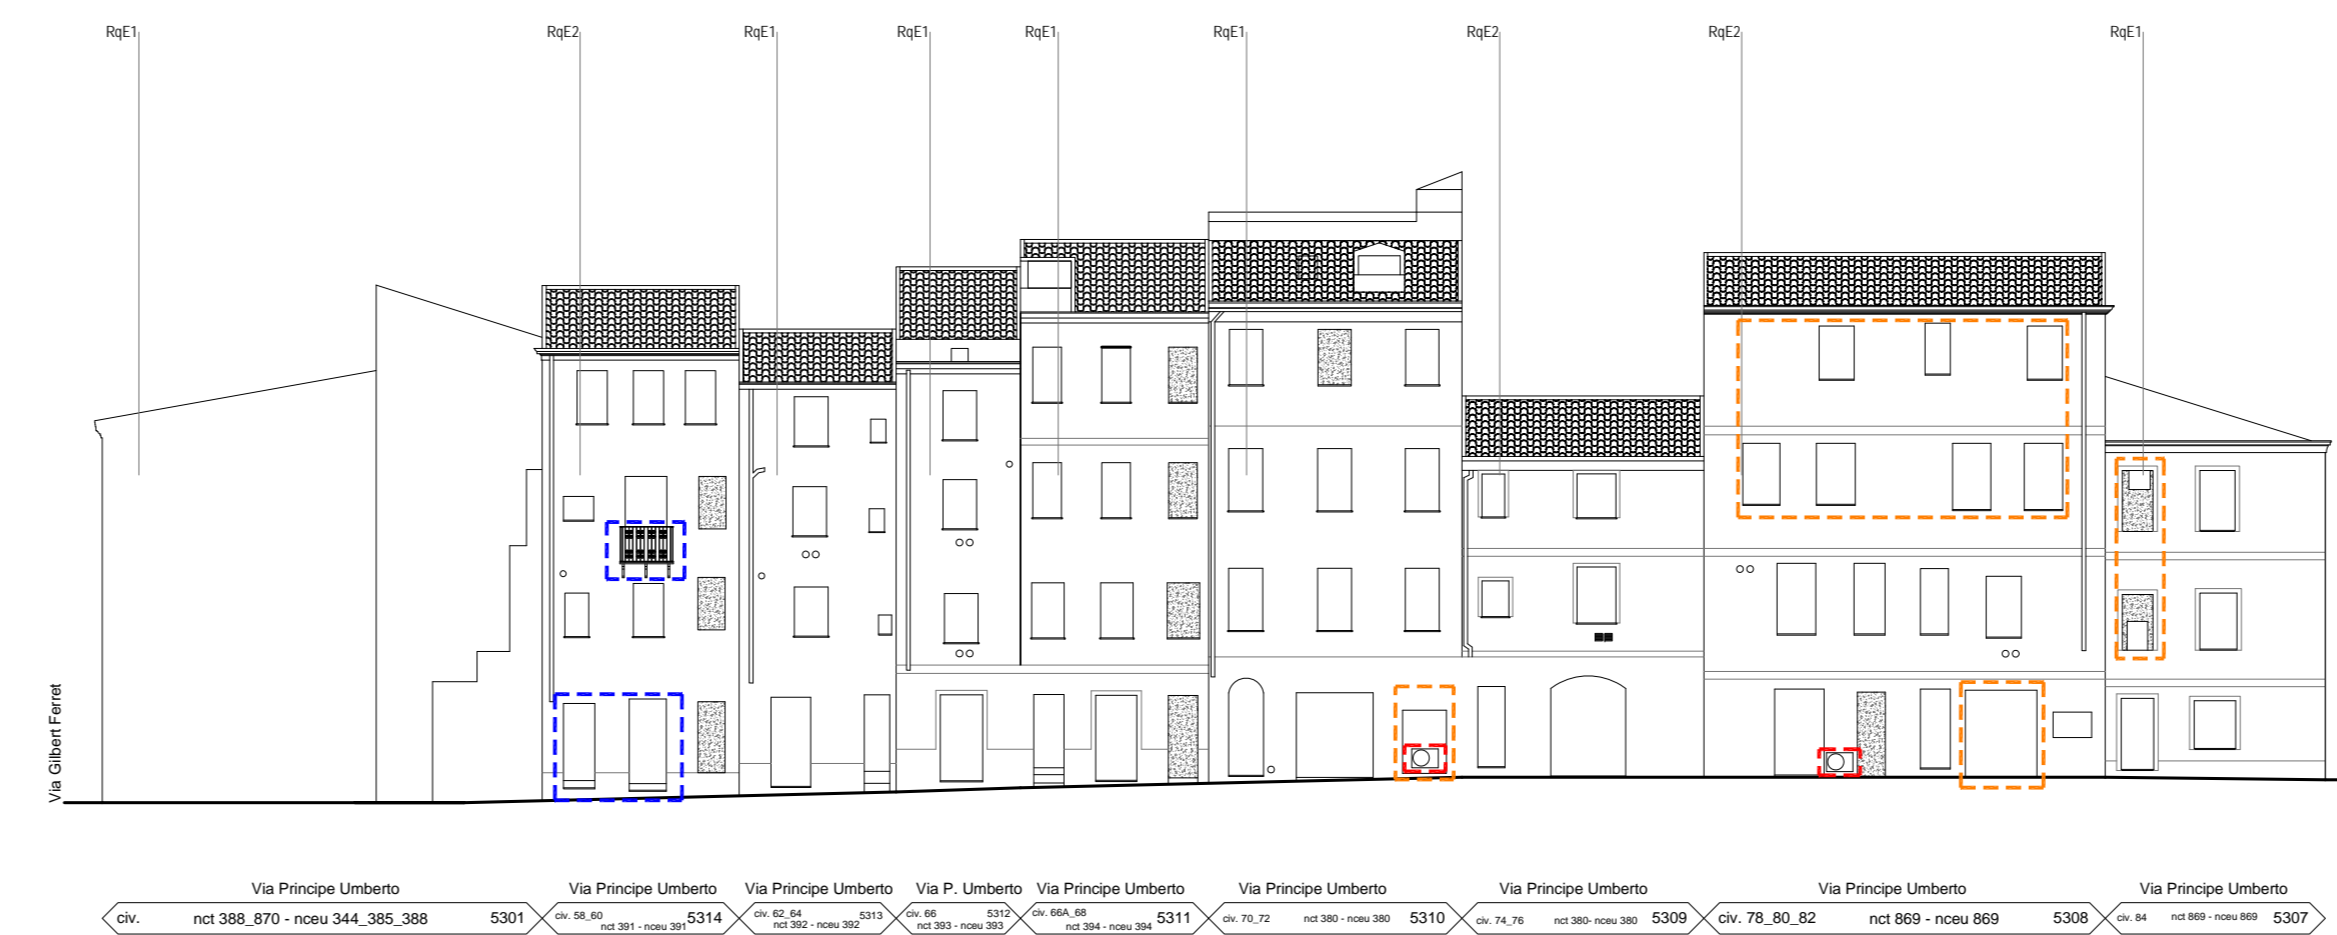 RqE1 RqE2 RqE1 RqE1 RqE1 RqE1 RqE2 RqE2 RqE1
Via Gilbert Ferret
Via Principe Umberto Via Principe Umberto Via Principe Umberto Via P. Umberto Via Principe Umberto Via Principe Umberto Via Principe Umberto Via Principe Umberto Via Principe Umberto
civ. nct 388_870 - nceu 344_385_388 5301
civ. 58_60 5314
nct 391 - nceu 391
civ. 62_64 5313
nct 392 - nceu 392
civ. 66 5312
nct 393 - nceu 393
civ. 66A_68 5311
nct 394 - nceu 394
civ. 70_72 nct 380 - nceu 380 5310
civ. 74_76 nct 380- nceu 380 5309
civ. 78_80_82 nct 869 - nceu 869 5308
civ. 84 nct 869 - nceu 869 5307